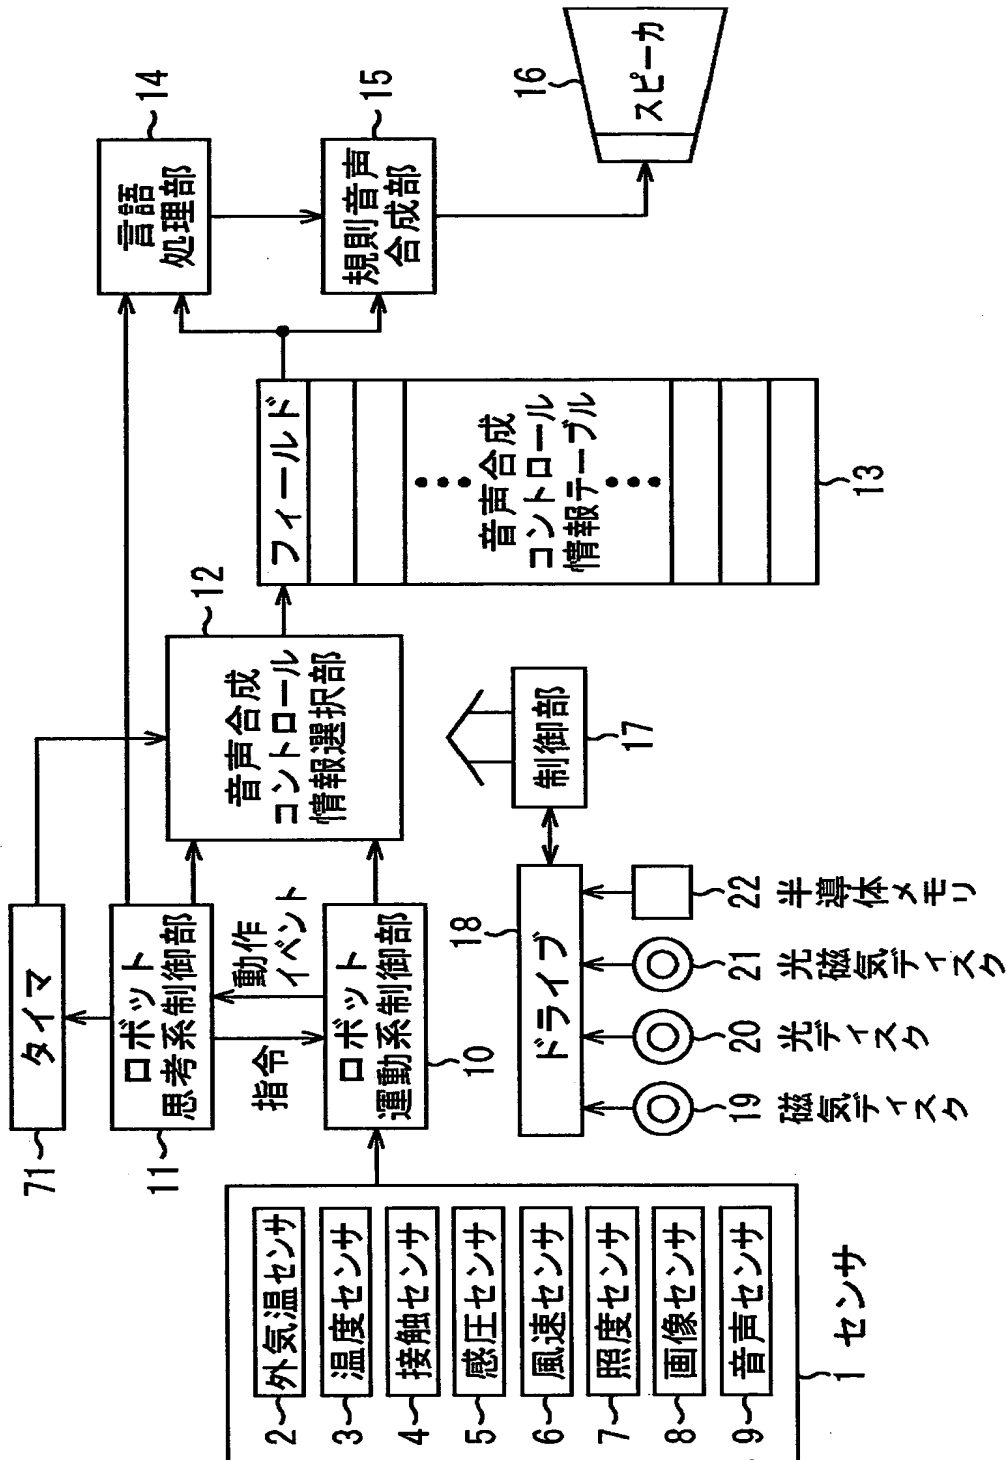 71
タイマ
11
ロボット
思考系制御部
指令
動作
イベント
ロボット
運動系制御部
10
12
音声合成
コントロール
情報選択部
フィールド
音声合成
コントロール
情報テーブル
13
14
言語
処理部
15
規則音声
合成部
16
スピーカ
17
制御部
18
ドライブ
19 磁気ディスク
20 光ディスク
21 光磁気ディスク
22 半導体メモリ
1 センサ
2 外気温センサ
3 温度センサ
4 接触センサ
5 感圧センサ
6 風速センサ
7 照度センサ
8 画像センサ
9 音声センサ